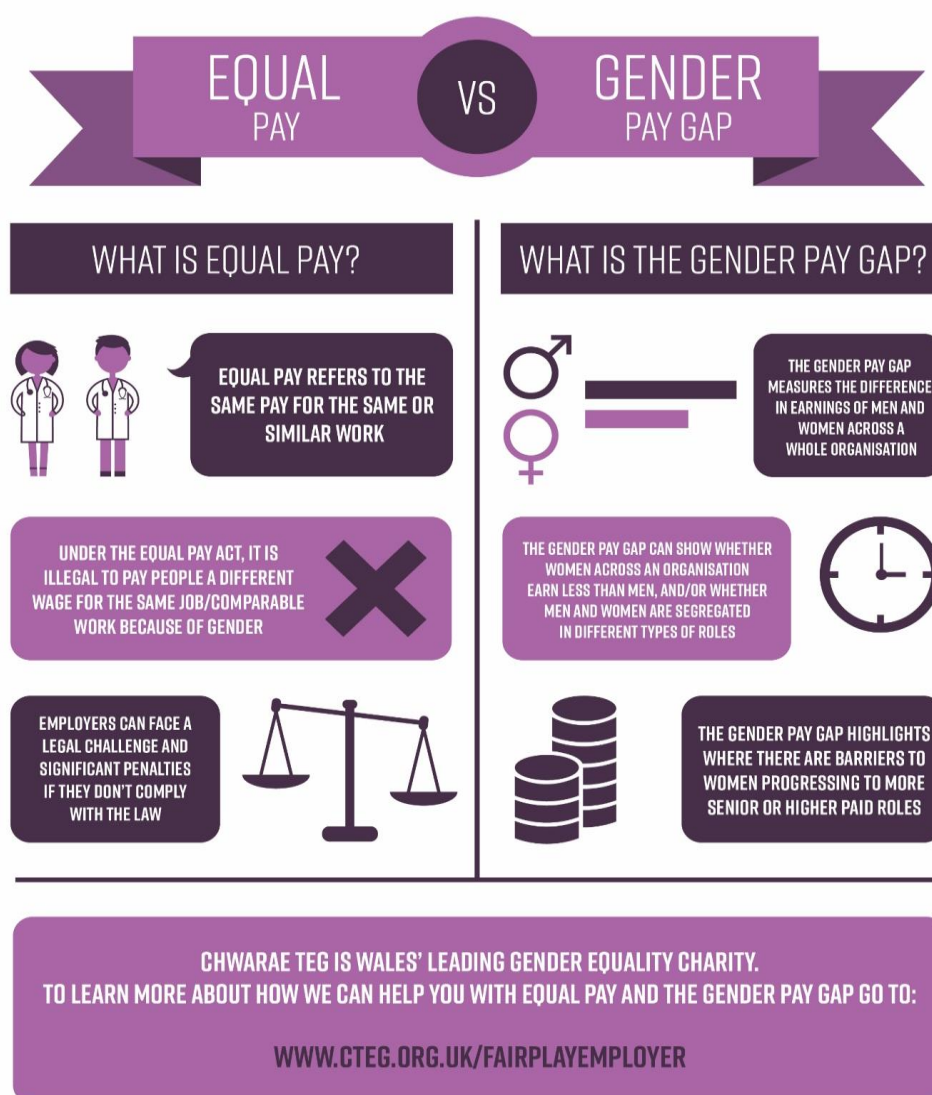 EQUAL
PAY
VS
GENDER
PAY GAP
WHAT IS EQUAL PAY?
EQUAL PAY REFERS TO THE
SAME PAY FOR THE SAME OR
SIMILAR WORK
UNDER THE EQUAL PAY ACT, IT IS
ILLEGAL TO PAY PEOPLE A DIFFERENT
WAGE FOR THE SAME JOB/COMPARABLE
WORK BECAUSE OF GENDER
EMPLOYERS CAN FACE A
LEGAL CHALLENGE AND
SIGNIFICANT PENALTIES
IF THEY DON'T COMPLY
WITH THE LAW
WHAT IS THE GENDER PAY GAP?
THE GENDER PAY GAP
MEASURES THE DIFFERENCE
IN EARNINGS OF MEN AND
WOMEN ACROSS A
WHOLE ORGANISATION
THE GENDER PAY GAP CAN SHOW WHETHER
WOMEN ACROSS AN ORGANISATION
EARN LESS THAN MEN, AND/OR WHETHER
MEN AND WOMEN ARE SEGREGATED
IN DIFFERENT TYPES OF ROLES
THE GENDER PAY GAP HIGHLIGHTS
WHERE THERE ARE BARRIERS TO
WOMEN PROGRESSING TO MORE
SENIOR OR HIGHER PAID ROLES
CHWARAE TEG IS WALES' LEADING GENDER EQUALITY CHARITY.
TO LEARN MORE ABOUT HOW WE CAN HELP YOU WITH EQUAL PAY AND THE GENDER PAY GAP GO TO:
WWW.CTEG.ORG.UK/FAIRPLAYEMPLOYER